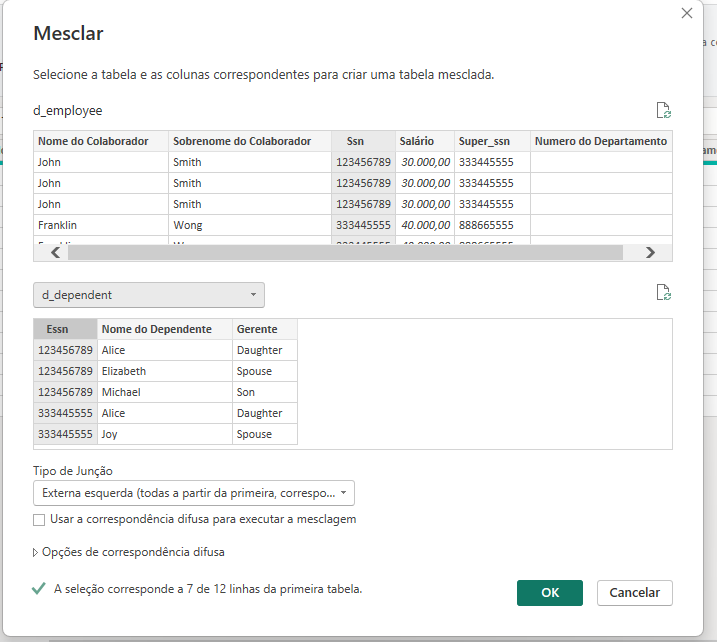 Mesclar
Selecione a tabela e as colunas correspondentes para criar uma tabela mesclada.
d_employee
Nome do Colaborador Sobrenome do Colaborador Ssn Salário Super_ssn Numero do Departamento
John Smith 123456789 30.000,00 333445555
John Smith 123456789 30.000,00 333445555
John Smith 123456789 30.000,00 333445555
Franklin Wong 333445555 40.000,00 888665555
d_dependent
Essn Nome do Dependente Gerente
123456789 Alice Daughter
123456789 Elizabeth Spouse
123456789 Michael Son
333445555 Alice Daughter
333445555 Joy Spouse
Tipo de Junção
Externa esquerda (todas a partir da primeira, correspo...
Usar a correspondência difusa para executar a mesclagem
Opções de correspondência difusa
A seleção corresponde a 7 de 12 linhas da primeira tabela.
OK Cancelar